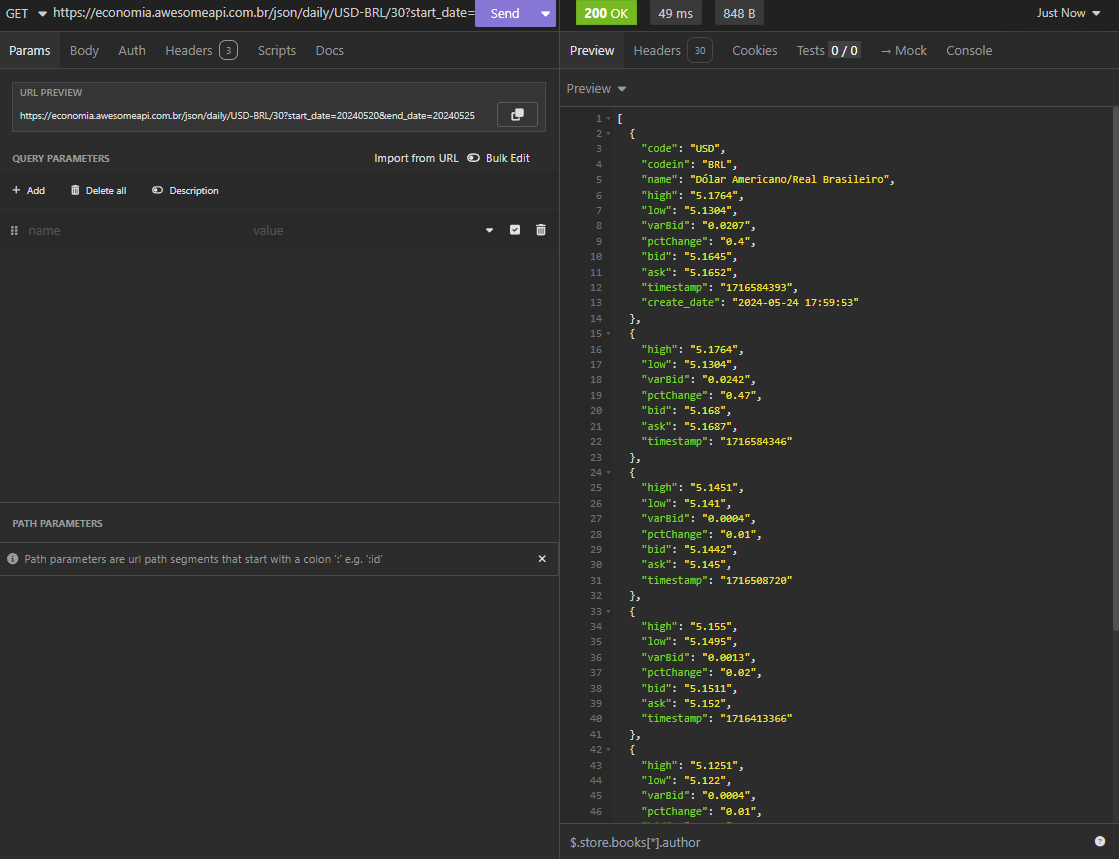 GET https://economia.awesomeapi.com.br/json/daily/USD-BRL/30?start_date= Send
200 OK 49 ms 848 B Just Now
Params Body Auth Headers 3 Scripts Docs
Preview Headers 30 Cookies Tests 0 / 0 → Mock Console
URL PREVIEW
https://economia.awesomeapi.com.br/json/daily/USD-BRL/30?start_date=20240520&end_date=20240525
QUERY PARAMETERS Import from URL Bulk Edit
+ Add Delete all Description
name value
PATH PARAMETERS
Path parameters are url path segments that start with a colon ':' e.g. ':id'
Preview
1 [
2 {
3 "code": "USD",
4 "codein": "BRL",
5 "name": "Dólar Americano/Real Brasileiro",
6 "high": "5.1764",
7 "low": "5.1304",
8 "varBid": "0.0207",
9 "pctChange": "0.4",
10 "bid": "5.1645",
11 "ask": "5.1652",
12 "timestamp": "1716584393",
13 "create_date": "2024-05-24 17:59:53"
14 },
15 {
16 "high": "5.1764",
17 "low": "5.1304",
18 "varBid": "0.0242",
19 "pctChange": "0.47",
20 "bid": "5.168",
21 "ask": "5.1687",
22 "timestamp": "1716584346"
23 },
24 {
25 "high": "5.1451",
26 "low": "5.141",
27 "varBid": "0.0004",
28 "pctChange": "0.01",
29 "bid": "5.1442",
30 "ask": "5.145",
31 "timestamp": "1716508720"
32 },
33 {
34 "high": "5.155",
35 "low": "5.1495",
36 "varBid": "0.0013",
37 "pctChange": "0.02",
38 "bid": "5.1511",
39 "ask": "5.152",
40 "timestamp": "1716413366"
41 },
42 {
43 "high": "5.1251",
44 "low": "5.122",
45 "varBid": "0.0004",
46 "pctChange": "0.01",
$.store.books[*].author